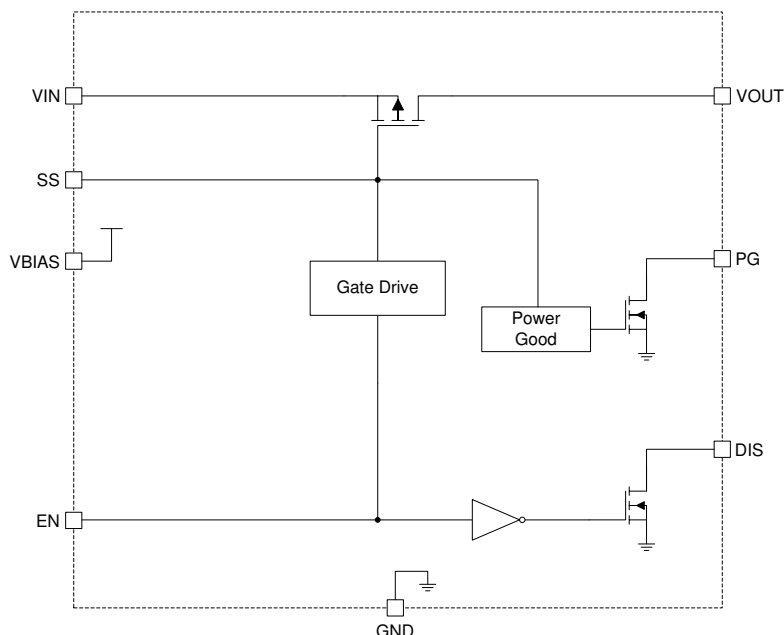 VIN
VOUT
SS
VBIAS
PG
Gate Drive
Power
Good
DIS
EN
GND